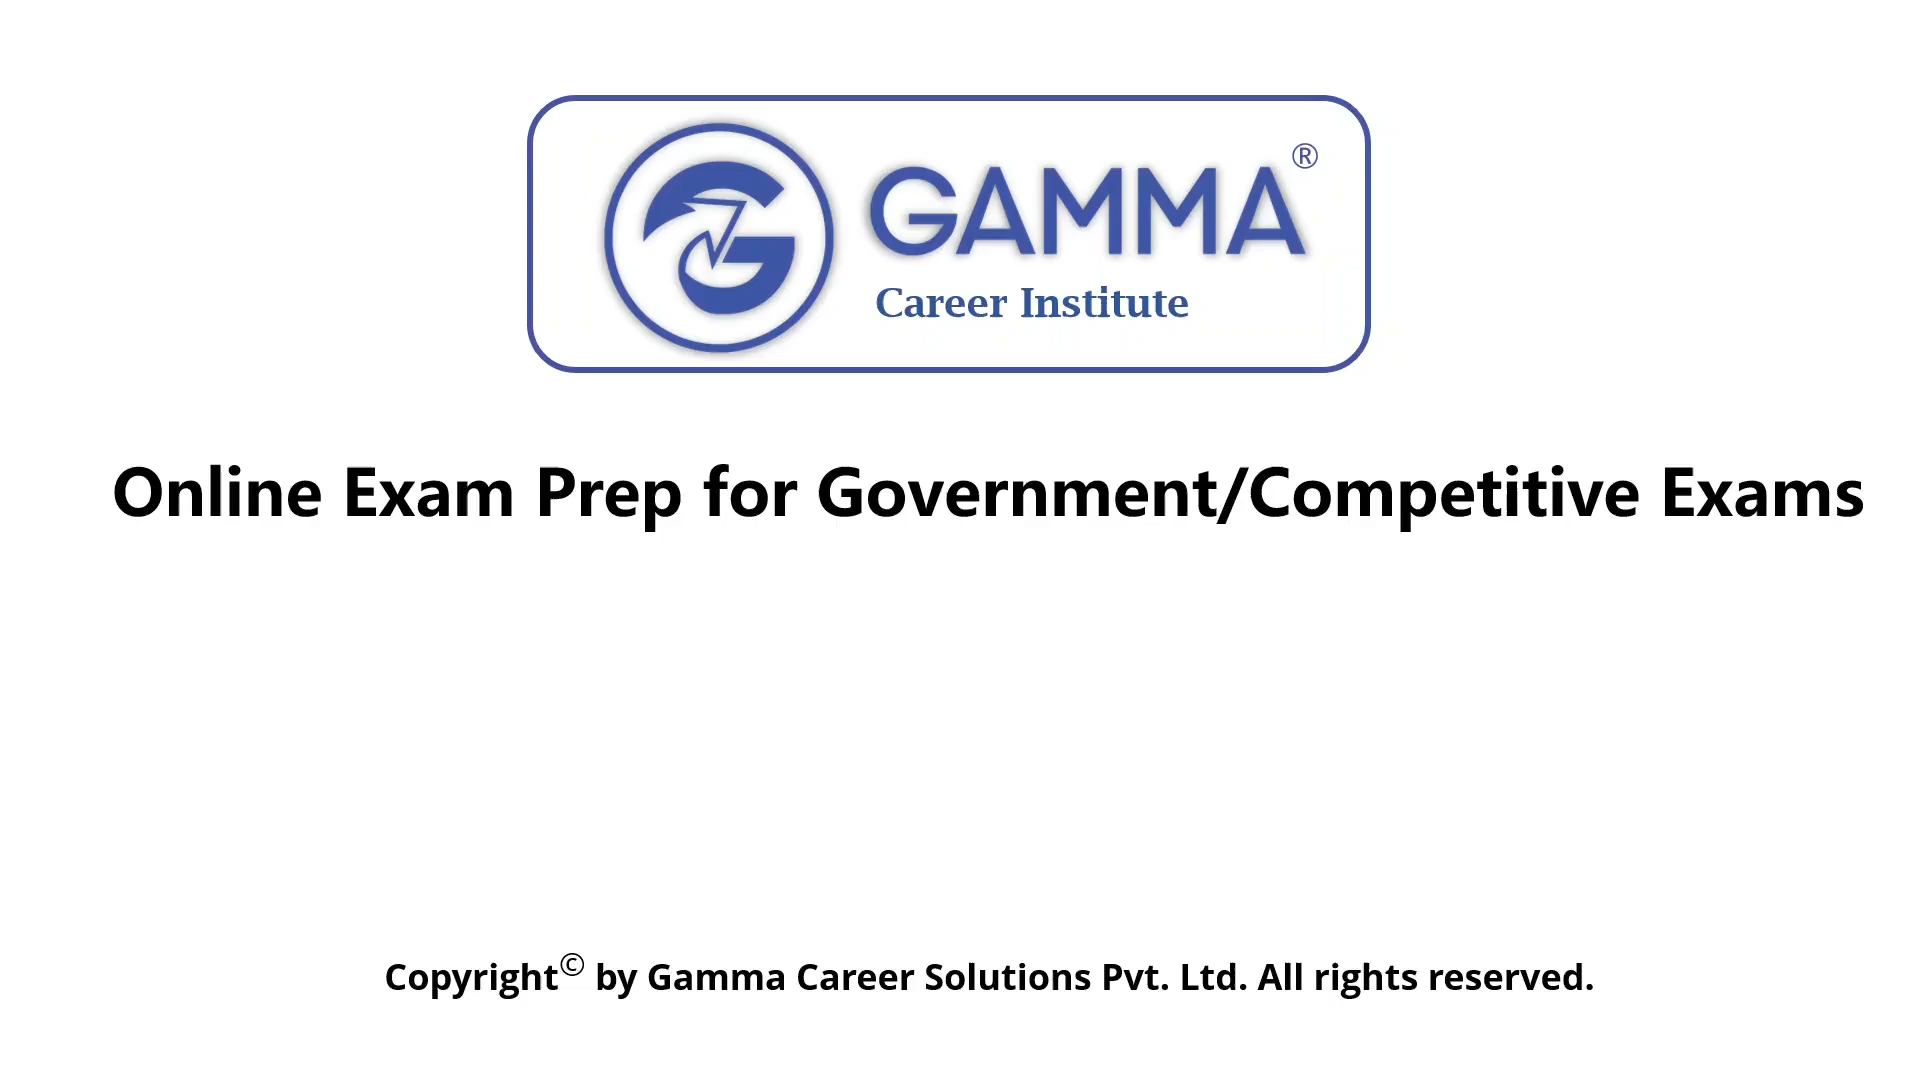 GAMMA®
Career Institute
Online Exam Prep for Government/Competitive Exams
Copyright© by Gamma Career Solutions Pvt. Ltd. All rights reserved.